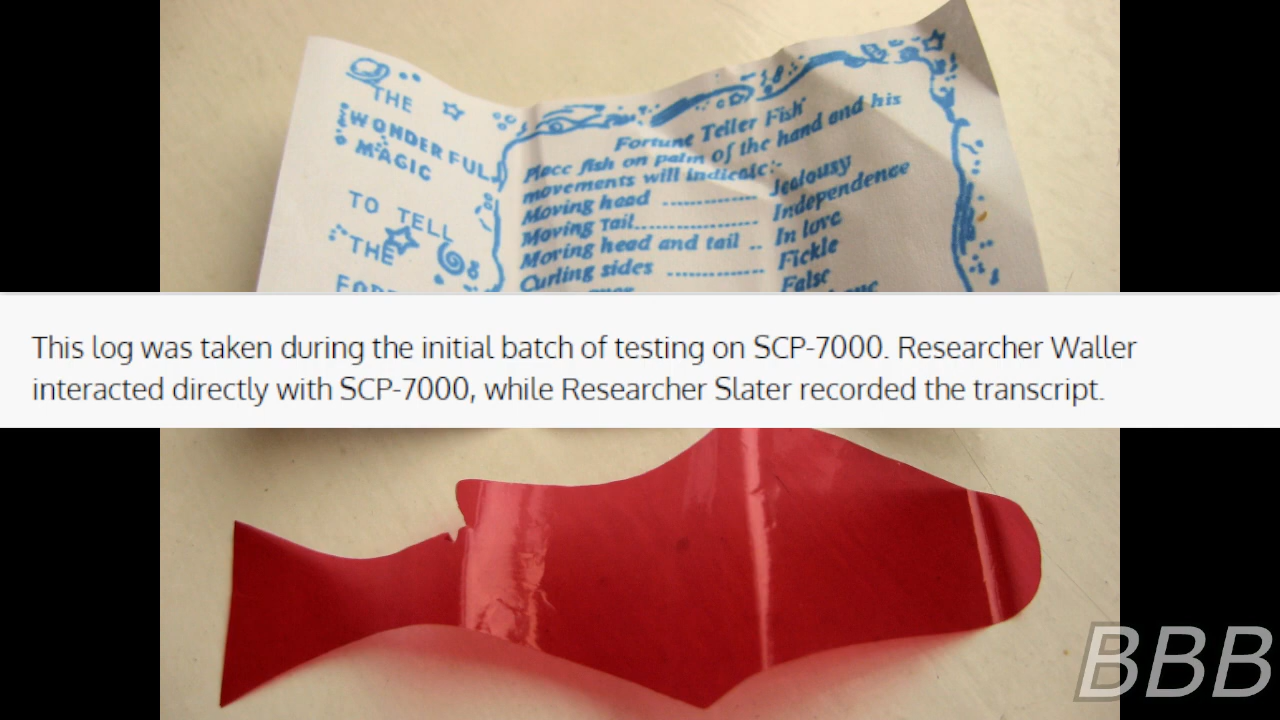 THE
WONDERFUL
MAGIC
TO TELL
THE
Fortune Teller Fish
Place fish on palm of the hand and his
movements will indicate:-
Moving head ............... Jealousy
Moving Tail................... Independence
Moving head and tail .. In love
Curling sides ............... Fickle
False
This log was taken during the initial batch of testing on SCP-7000. Researcher Waller
interacted directly with SCP-7000, while Researcher Slater recorded the transcript.
BBB